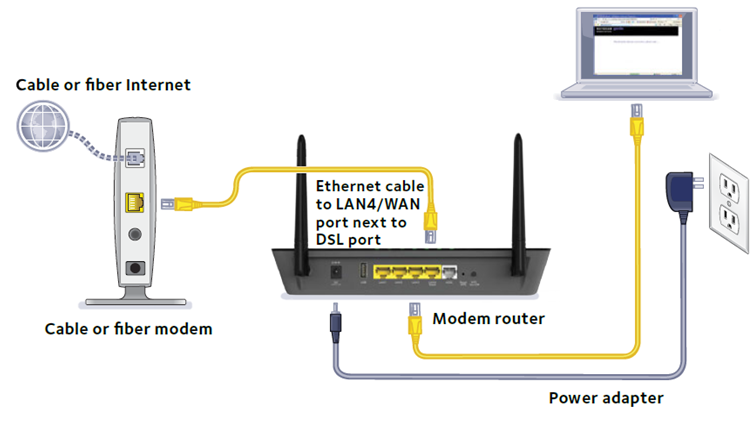 Cable or fiber Internet
Ethernet cable
to LAN4/WAN
port next to
DSL port
Modem router
Cable or fiber modem
Power adapter